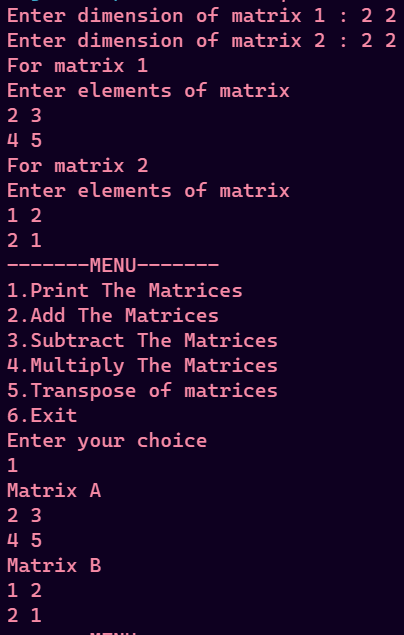 Enter dimension of matrix 1 : 2 2
Enter dimension of matrix 2 : 2 2
For matrix 1
Enter elements of matrix
2 3
4 5
For matrix 2
Enter elements of matrix
1 2
2 1
-------MENU-------
1.Print The Matrices
2.Add The Matrices
3.Subtract The Matrices
4.Multiply The Matrices
5.Transpose of matrices
6.Exit
Enter your choice
1
Matrix A
2 3
4 5
Matrix B
1 2
2 1